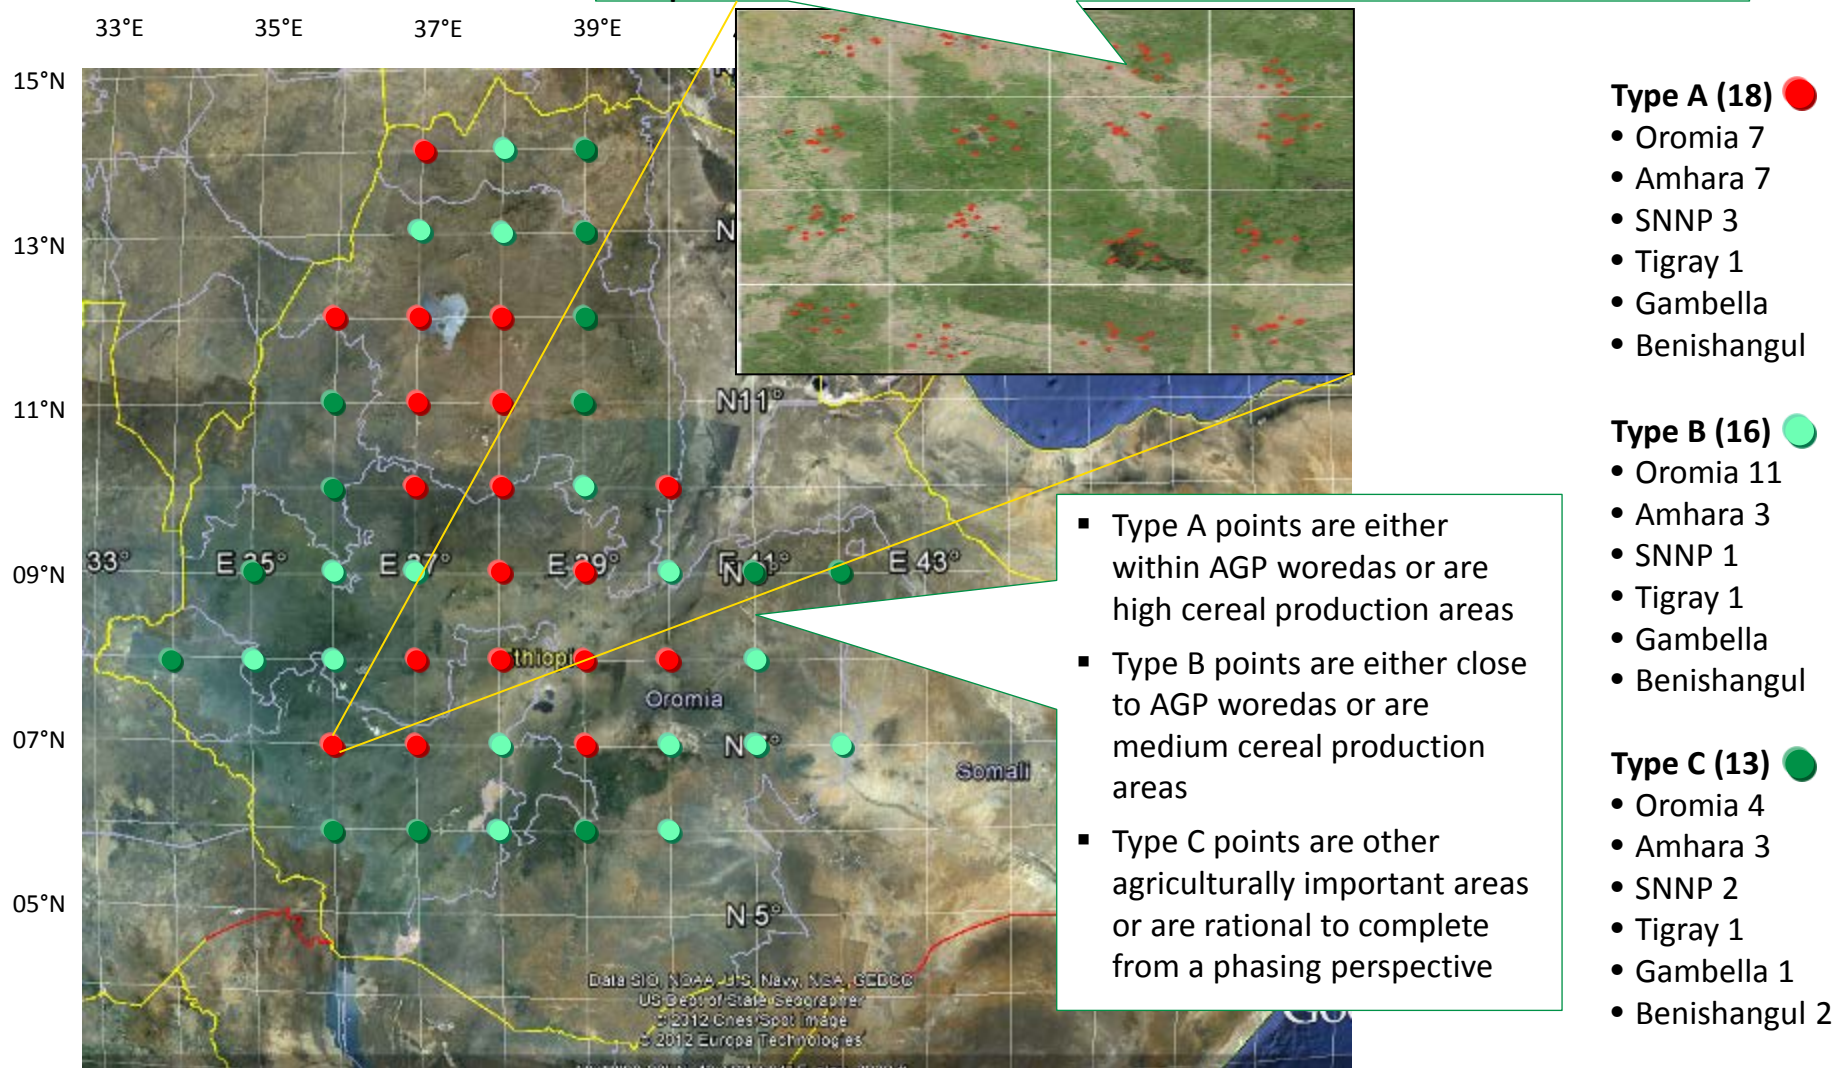 33°E
35°E
37°E
39°E
15°N
13°N
11°N
09°N
07°N
05°N
N
N11°
33°
E 35°
E 37°
E 39°
E 41°
E 43°
thiopi
Oromia
Somali
N 5°
Data SIO, NOAA, U.S. Navy, NGA, GEBCO
US Dept of State Geographer
© 2012 Cnes/Spot Image
© 2012 Europa Technologies
▪ Type A points are either
within AGP woredas or are
high cereal production areas
▪ Type B points are either close
to AGP woredas or are
medium cereal production
areas
▪ Type C points are other
agriculturally important areas
or are rational to complete
from a phasing perspective
Type A (18)
• Oromia 7
• Amhara 7
• SNNP 3
• Tigray 1
• Gambella
• Benishangul
Type B (16)
• Oromia 11
• Amhara 3
• SNNP 1
• Tigray 1
• Gambella
• Benishangul
Type C (13)
• Oromia 4
• Amhara 3
• SNNP 2
• Tigray 1
• Gambella 1
• Benishangul 2